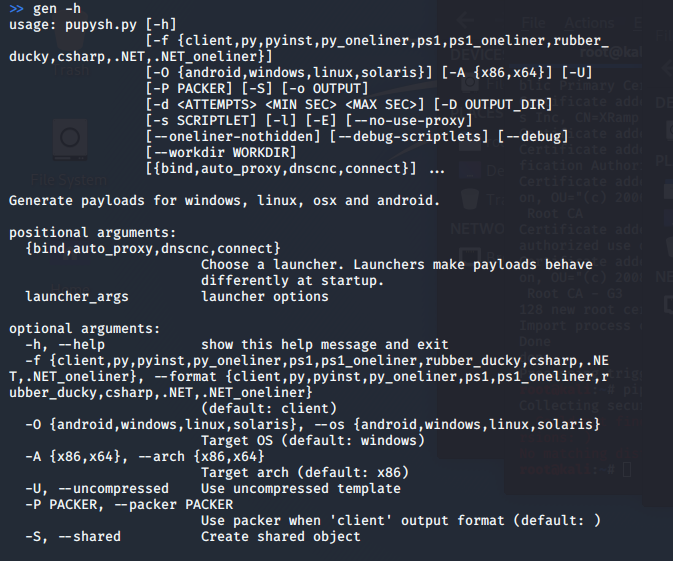 >> gen -h
usage: pupysh.py [-h]
[-f {client,py,pyinst,py_oneliner,ps1,ps1_oneliner,rubber_
ducky,csharp,.NET,.NET_oneliner}]
[-O {android,windows,linux,solaris}] [-A {x86,x64}] [-U]
[-P PACKER] [-S] [-o OUTPUT]
[-d <ATTEMPTS> <MIN SEC> <MAX SEC>] [-D OUTPUT_DIR]
[-s SCRIPTLET] [-l] [-E] [--no-use-proxy]
[--oneliner-nothidden] [--debug-scriptlets] [--debug]
[--workdir WORKDIR]
[{bind,auto_proxy,dnscnc,connect}] ...
Generate payloads for windows, linux, osx and android.
positional arguments:
{bind,auto_proxy,dnscnc,connect}
Choose a launcher. Launchers make payloads behave
differently at startup.
launcher_args launcher options
optional arguments:
-h, --help show this help message and exit
-f {client,py,pyinst,py_oneliner,ps1,ps1_oneliner,rubber_ducky,csharp,.NE
T,.NET_oneliner}, --format {client,py,pyinst,py_oneliner,ps1,ps1_oneliner,r
ubber_ducky,csharp,.NET,.NET_oneliner}
(default: client)
-O {android,windows,linux,solaris}, --os {android,windows,linux,solaris}
Target OS (default: windows)
-A {x86,x64}, --arch {x86,x64}
Target arch (default: x86)
-U, --uncompressed Use uncompressed template
-P PACKER, --packer PACKER
Use packer when 'client' output format (default: )
-S, --shared Create shared object